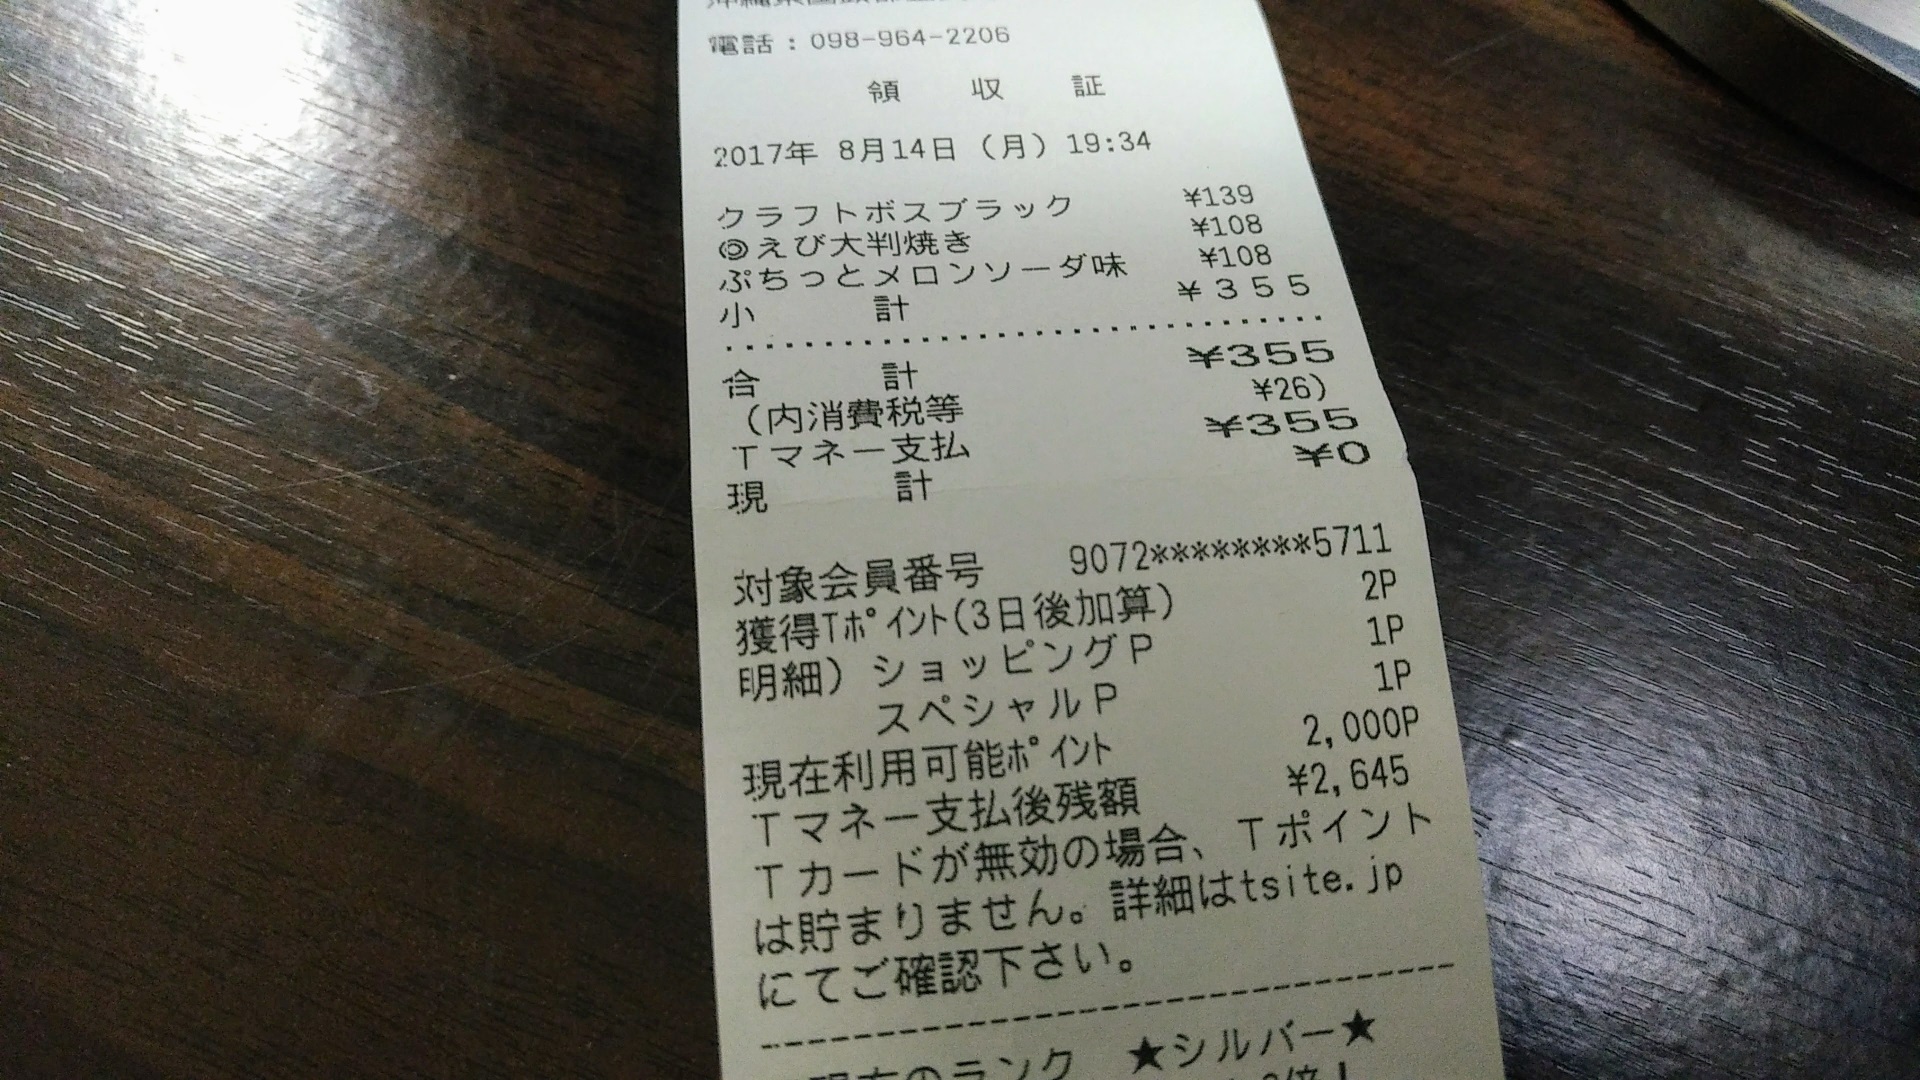 電話：098-964-2206
領 収 証
2017年 8月14日（月）19:34
クラフトボスブラック ¥139
◎えび大判焼き ¥108
ぷちっとメロンソーダ味 ¥108
小 計 ¥355
合 計 ¥355
（内消費税等 ¥26）
Tマネー支払 ¥355
現 計 ¥0
対象会員番号 9072********5711
獲得Tﾎﾟｲﾝﾄ(3日後加算) 2P
明細）ショッピングP 1P
スペシャルP 1P
現在利用可能ﾎﾟｲﾝﾄ 2,000P
Tマネー支払後残額 ¥2,645
Tカードが無効の場合、Tポイント
は貯まりません。詳細はtsite.jp
にてご確認下さい。
現在のランク ★シルバー★